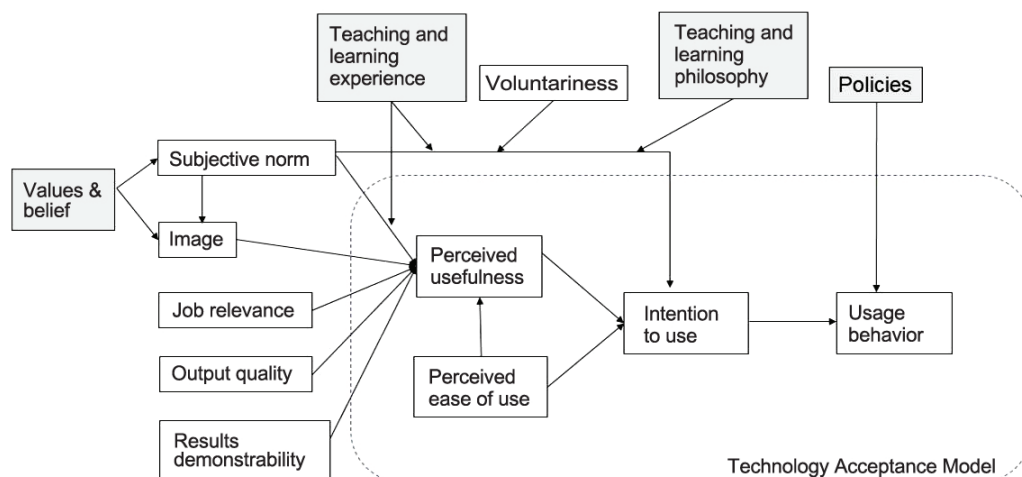 Teaching and
learning
experience
Voluntariness
Teaching and
learning
philosophy
Policies
Subjective norm
Values &
belief
Image
Perceived
usefulness
Job relevance
Intention
to use
Usage
behavior
Output quality
Perceived
ease of use
Results
demonstrability
Technology Acceptance Model